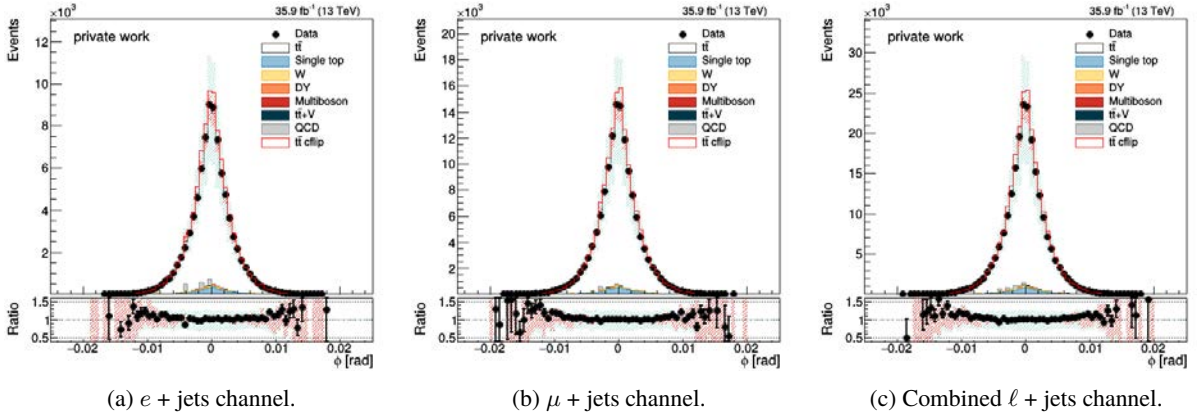 ×10³ 35.9 fb⁻¹ (13 TeV)
Events
12
10
8
6
4
2
private work
Data
tt̄
Single top
W
DY
Multiboson
tt̄+V
QCD
tt̄ cflip
Ratio
1.5
1
0.5
−0.02 −0.01 0 0.01 0.02
ϕ [rad]
(a) e + jets channel.
×10³ 35.9 fb⁻¹ (13 TeV)
Events
20
18
16
14
12
10
8
6
4
2
private work
Data
tt̄
Single top
W
DY
Multiboson
tt̄+V
QCD
tt̄ cflip
Ratio
1.5
1
0.5
−0.02 −0.01 0 0.01 0.02
ϕ [rad]
(b) μ + jets channel.
×10³ 35.9 fb⁻¹ (13 TeV)
Events
30
25
20
15
10
5
private work
Data
tt̄
Single top
W
DY
Multiboson
tt̄+V
QCD
tt̄ cflip
Ratio
1.5
1
0.5
−0.02 −0.01 0 0.01 0.02
ϕ [rad]
(c) Combined ℓ + jets channel.